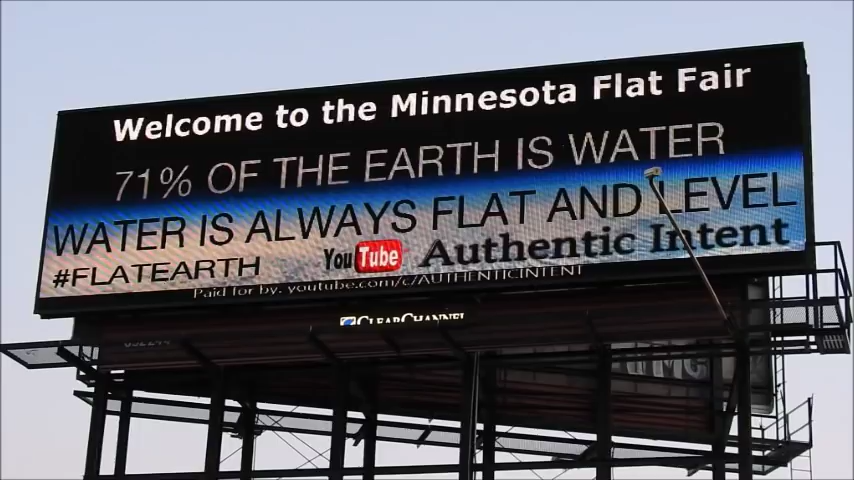 Welcome to the Minnesota Flat Fair
71% OF THE EARTH IS WATER
WATER IS ALWAYS FLAT AND LEVEL
#FLATEARTH YouTube Authentic Intent
Paid for by: youtube.com/c/AUTHENTICINTENT
CLEARCHANNEL